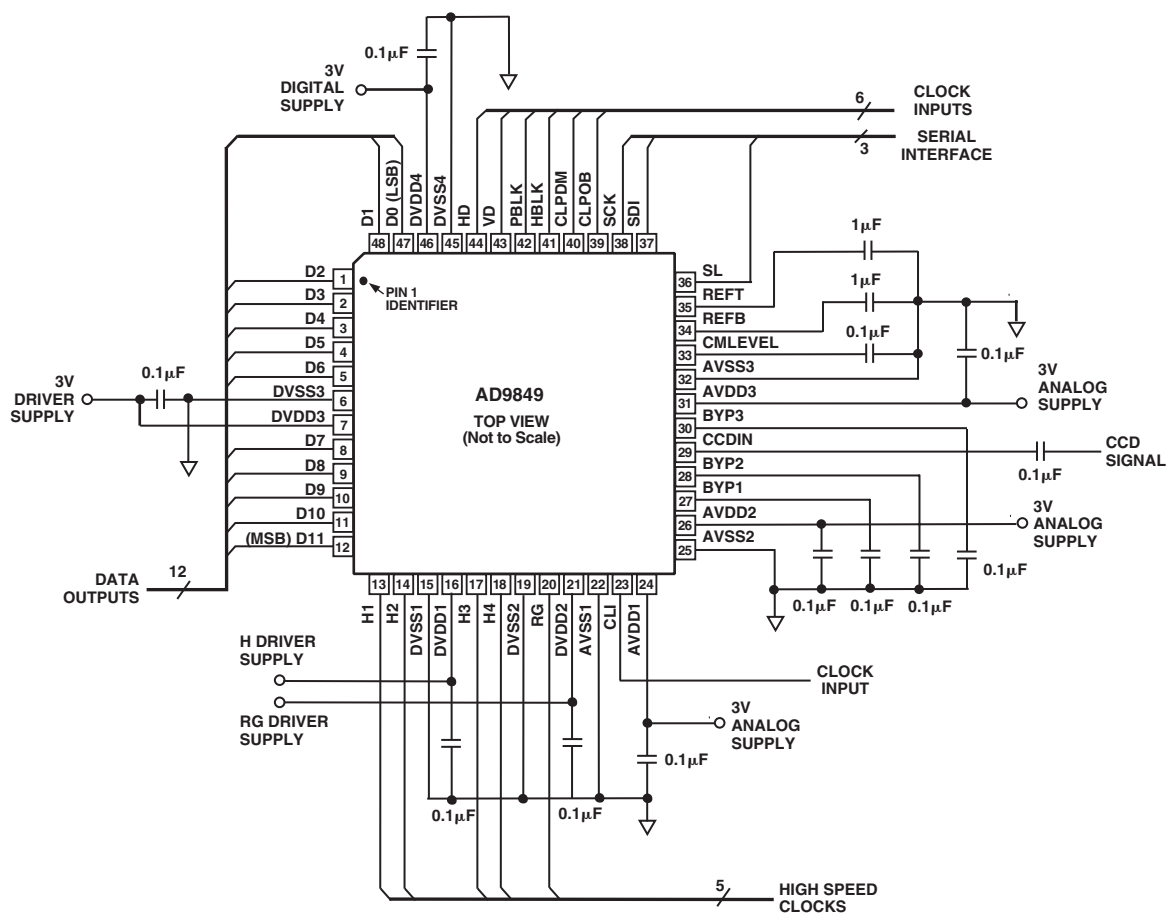 0.1μF
3V
DIGITAL
SUPPLY
6
CLOCK
INPUTS
3
SERIAL
INTERFACE
D1
D0 (LSB)
DVDD4
DVSS4
HD
VD
PBLK
HBLK
CLPDM
CLPOB
SCK
SDI
48
47
46
45
44
43
42
41
40
39
38
37
D2
1
D3
2
D4
3
D5
4
D6
5
DVSS3
6
DVDD3
7
D7
8
D8
9
D9
10
D10
11
(MSB) D11
12
PIN 1
IDENTIFIER
3V
DRIVER
SUPPLY
0.1μF
AD9849
TOP VIEW
(Not to Scale)
36
SL
35
REFT
34
REFB
33
CMLEVEL
32
AVSS3
31
AVDD3
30
BYP3
29
CCDIN
28
BYP2
27
BYP1
26
AVDD2
25
AVSS2
1μF
1μF
0.1μF
0.1μF
3V
ANALOG
SUPPLY
CCD
SIGNAL
0.1μF
3V
ANALOG
SUPPLY
0.1μF
0.1μF
0.1μF
0.1μF
12
DATA
OUTPUTS
13
14
15
16
17
18
19
20
21
22
23
24
H1
H2
DVSS1
DVDD1
H3
H4
DVSS2
RG
DVDD2
AVSS1
CLI
AVDD1
H DRIVER
SUPPLY
RG DRIVER
SUPPLY
CLOCK
INPUT
3V
ANALOG
SUPPLY
0.1μF
0.1μF
0.1μF
5
HIGH SPEED
CLOCKS